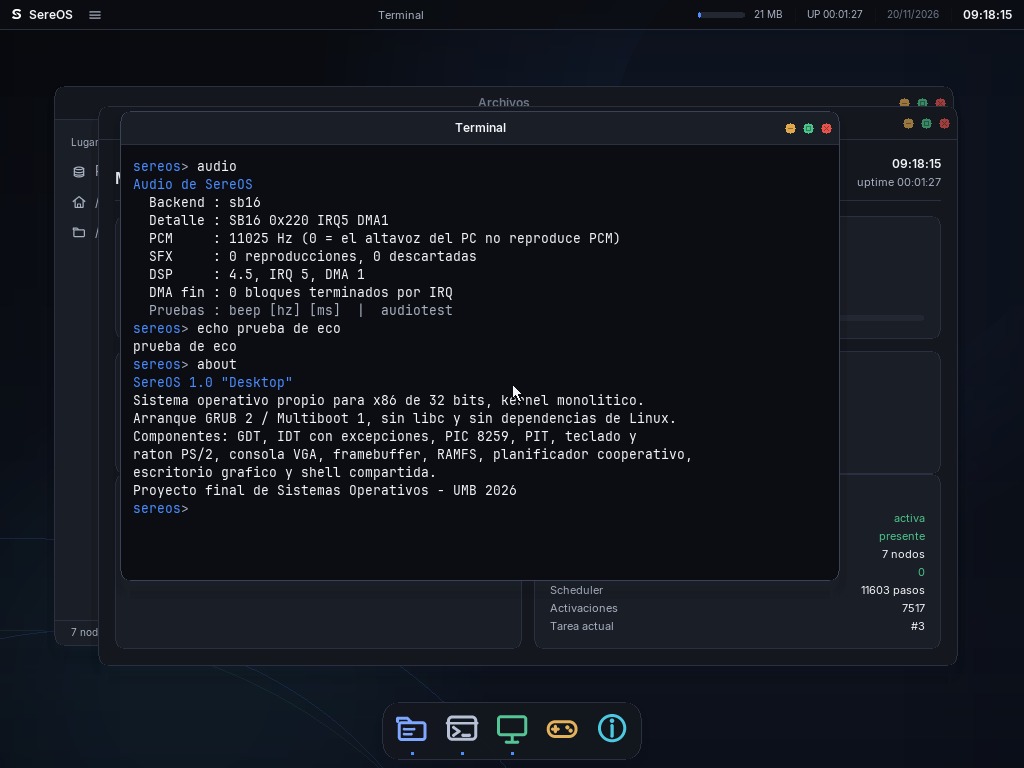 SereOS
Terminal
21 MB
UP 00:01:27
20/11/2026
09:18:15
Archivos
Terminal
Lugar
09:18:15
uptime 00:01:27
sereos> audio
Audio de SereOS
Backend : sb16
Detalle : SB16 0x220 IRQ5 DMA1
PCM     : 11025 Hz (0 = el altavoz del PC no reproduce PCM)
SFX     : 0 reproducciones, 0 descartadas
DSP     : 4.5, IRQ 5, DMA 1
DMA fin : 0 bloques terminados por IRQ
Pruebas : beep [hz] [ms]  |  audiotest
sereos> echo prueba de eco
prueba de eco
sereos> about
SereOS 1.0 "Desktop"
Sistema operativo propio para x86 de 32 bits, kernel monolitico.
Arranque GRUB 2 / Multiboot 1, sin libc y sin dependencias de Linux.
Componentes: GDT, IDT con excepciones, PIC 8259, PIT, teclado y
raton PS/2, consola VGA, framebuffer, RAMFS, planificador cooperativo,
escritorio grafico y shell compartida.
Proyecto final de Sistemas Operativos - UMB 2026
sereos>
activa
presente
7 nodos
0
Scheduler 11603 pasos
Activaciones 7517
Tarea actual #3
7 nod